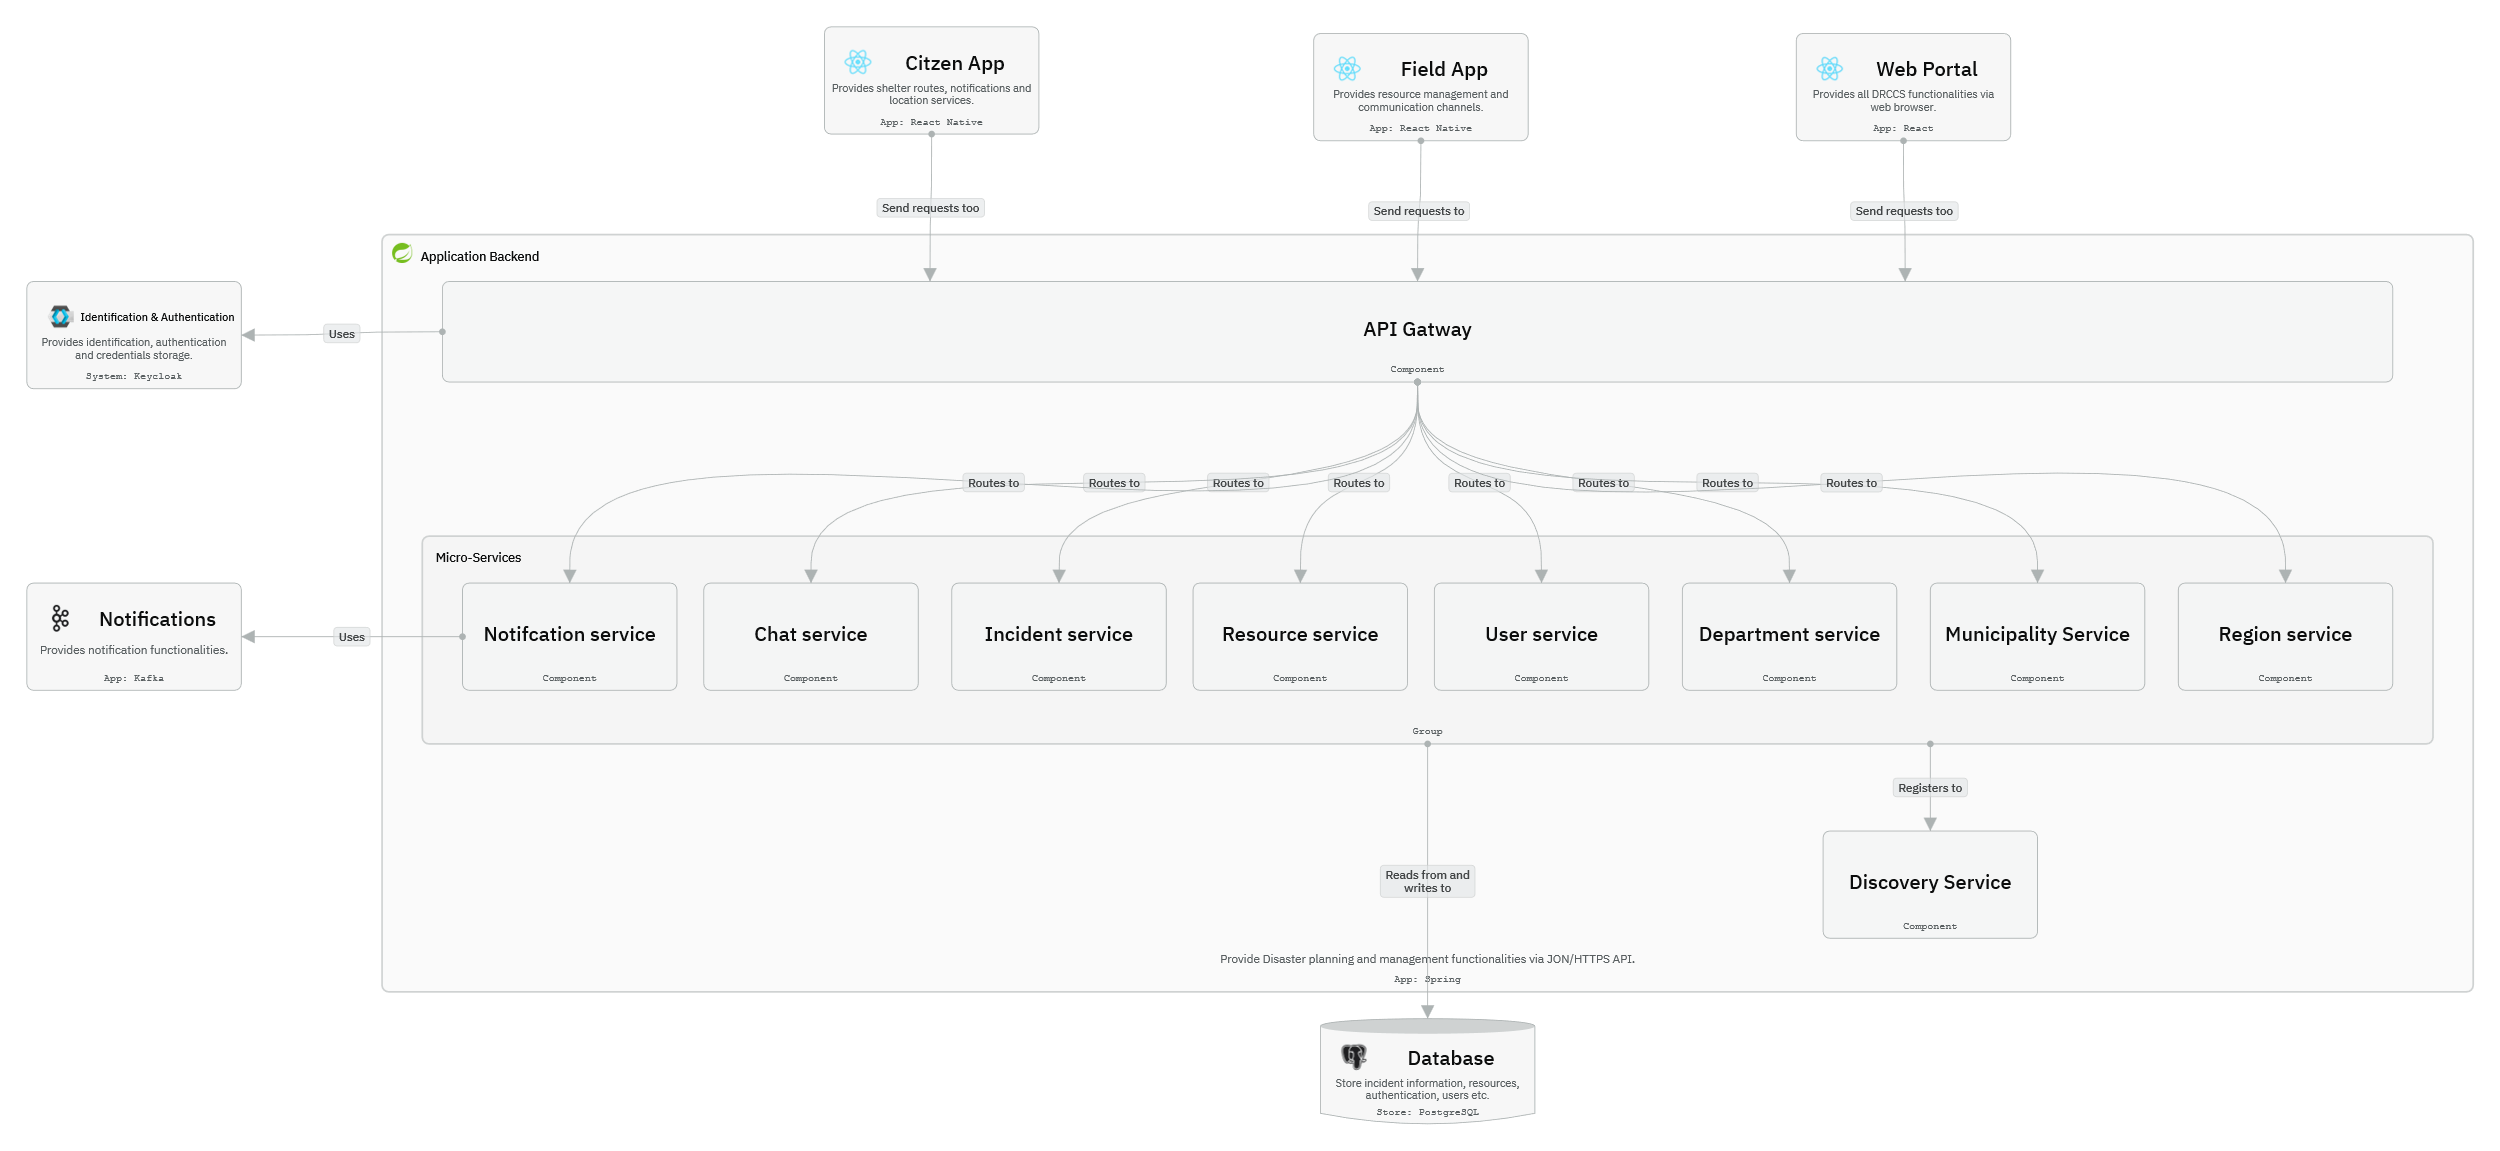 Citzen App
Provides shelter routes, notifications and
location services.
App: React Native
Field App
Provides resource management and
communication channels.
App: React Native
Web Portal
Provides all DRCCS functionalities via
web browser.
App: React
Send requests too
Send requests to
Send requests too
Application Backend
Identification & Authentication
Provides identification, authentication
and credentials storage.
System: Keycloak
Uses
API Gatway
Component
Routes to
Routes to
Routes to
Routes to
Routes to
Routes to
Routes to
Routes to
Micro-Services
Notifications
Provides notification functionalities.
App: Kafka
Uses
Notifcation service
Component
Chat service
Component
Incident service
Component
Resource service
Component
User service
Component
Department service
Component
Municipality Service
Component
Region service
Component
Group
Registers to
Reads from and
writes to
Discovery Service
Component
Provide Disaster planning and management functionalities via JON/HTTPS API.
App: Spring
Database
Store incident information, resources,
authentication, users etc.
Store: PostgreSQL